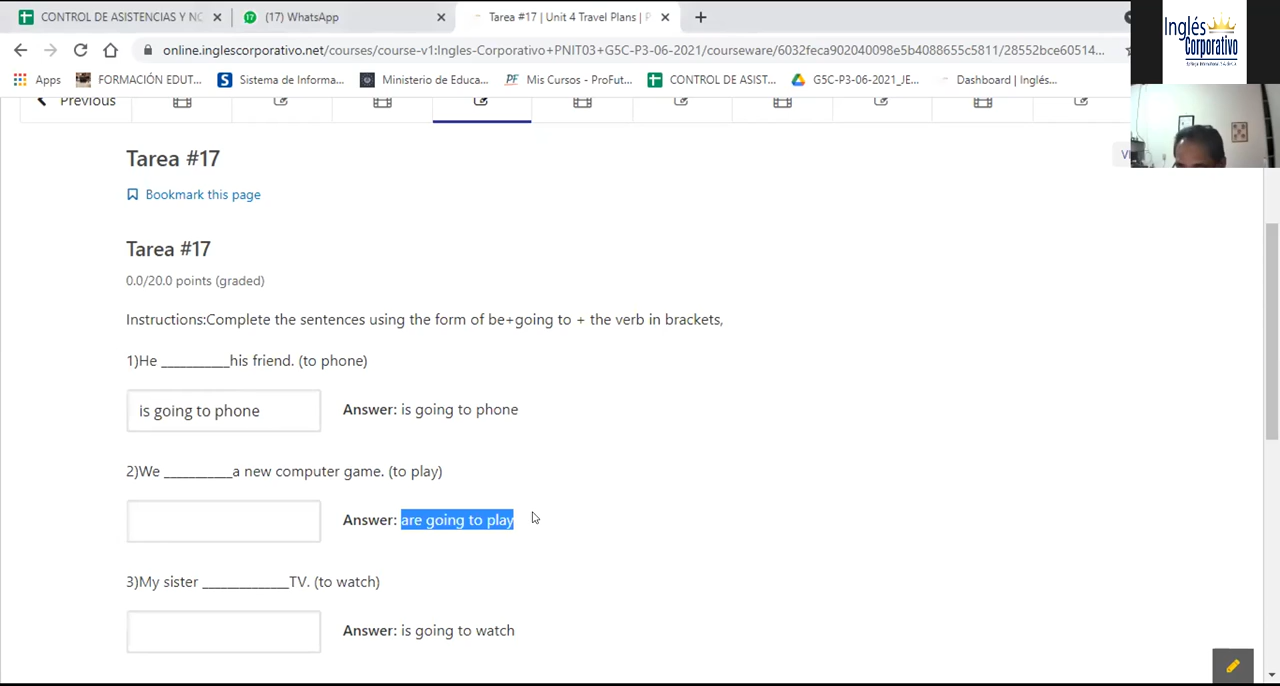 CONTROL DE ASISTENCIAS Y NO
(17) WhatsApp
Tarea #17 | Unit 4 Travel Plans | P
online.inglescorporativo.net/courses/course-v1:Ingles-Corporativo+PNIT03+G5C-P3-06-2021/courseware/6032feca902040098e5b4088655c5811/28552bce60514...
Apps
FORMACIÓN EDUT...
Sistema de Informa...
Ministerio de Educa...
Mis Cursos - ProFut...
CONTROL DE ASIST...
G5C-P3-06-2021_JE...
Dashboard | Inglés...
Inglés
Corporativo
Previous
Tarea #17
Bookmark this page
Tarea #17
0.0/20.0 points (graded)
Instructions:Complete the sentences using the form of be+going to + the verb in brackets,
1)He __________his friend. (to phone)
is going to phone
Answer: is going to phone
2)We __________a new computer game. (to play)
Answer: are going to play
3)My sister _____________TV. (to watch)
Answer: is going to watch